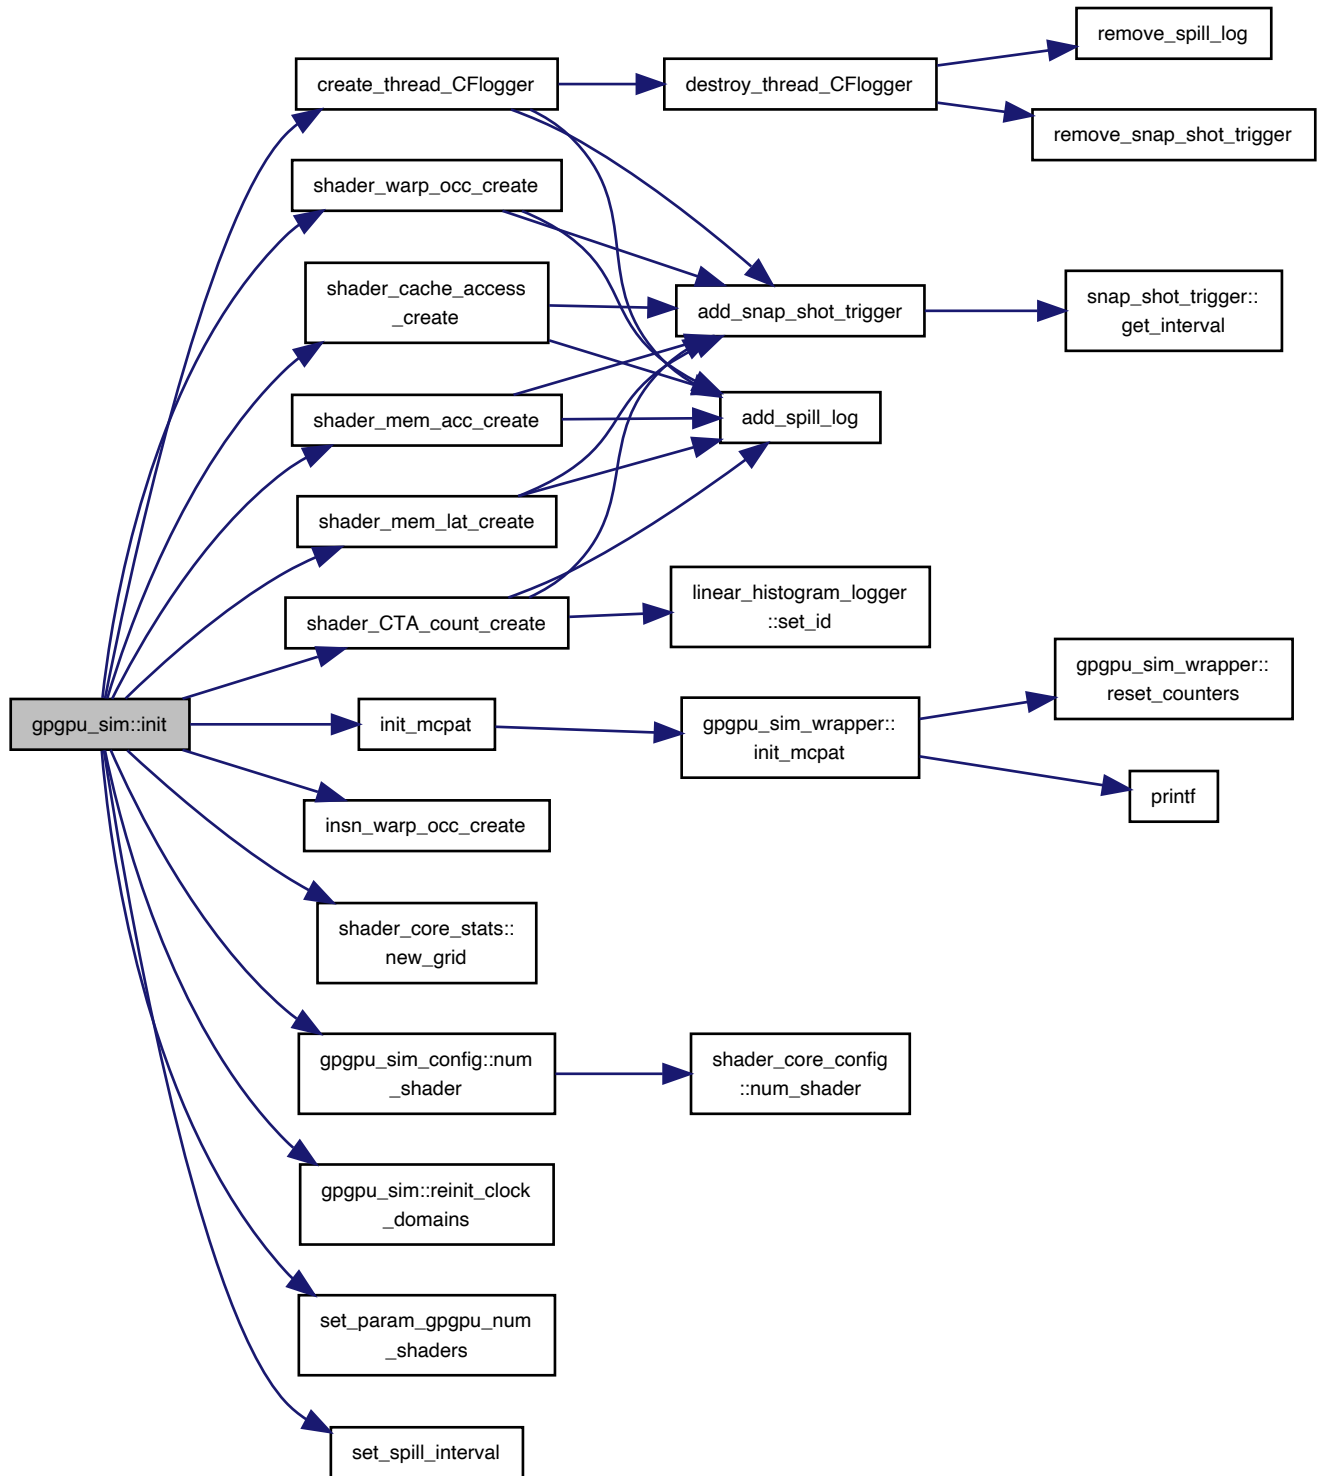 remove_spill_log
create_thread_CFlogger
destroy_thread_CFlogger
remove_snap_shot_trigger
shader_warp_occ_create
shader_cache_access
_create
add_snap_shot_trigger
snap_shot_trigger::
get_interval
shader_mem_acc_create
add_spill_log
shader_mem_lat_create
shader_CTA_count_create
linear_histogram_logger
::set_id
gpgpu_sim::init
init_mcpat
gpgpu_sim_wrapper::
init_mcpat
gpgpu_sim_wrapper::
reset_counters
printf
insn_warp_occ_create
shader_core_stats::
new_grid
gpgpu_sim_config::num
_shader
shader_core_config
::num_shader
gpgpu_sim::reinit_clock
_domains
set_param_gpgpu_num
_shaders
set_spill_interval